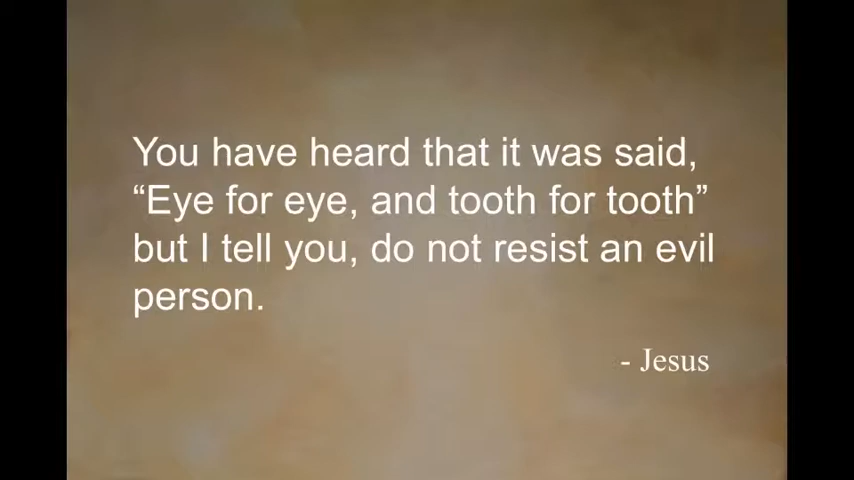 You have heard that it was said,
“Eye for eye, and tooth for tooth”
but I tell you, do not resist an evil
person.
- Jesus